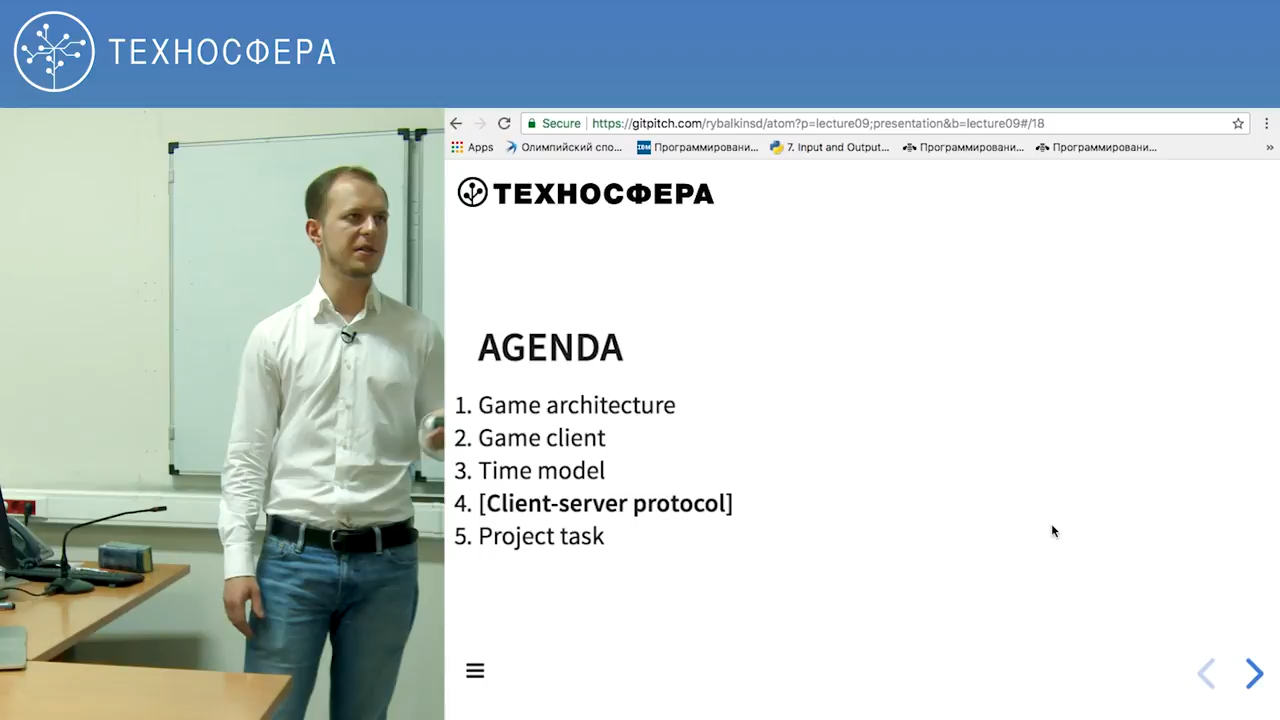 ТЕХНОСФЕРА
Secure https://gitpitch.com/rybalkinsd/atom?p=lecture09;presentation&b=lecture09#/18
Apps Олимпийский спо... IBM Программировани... 7. Input and Output... Программировани... Программировани...
ТЕХНОСФЕРА
AGENDA
1. Game architecture
2. Game client
3. Time model
4. [Client-server protocol]
5. Project task